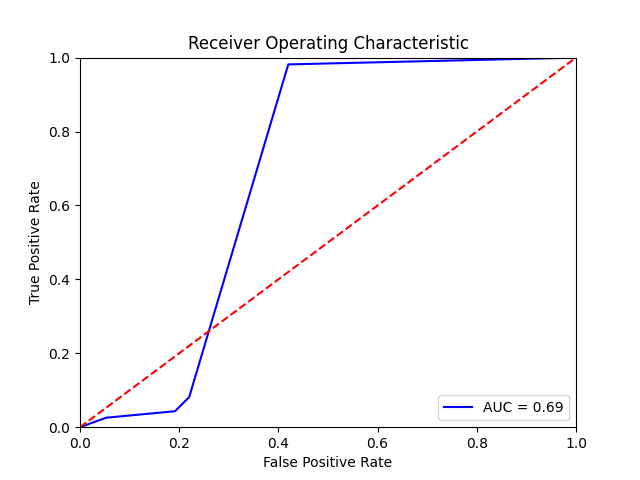 Receiver Operating Characteristic
True Positive Rate
1.0
0.8
0.6
0.4
0.2
0.0
AUC = 0.69
0.0 0.2 0.4 0.6 0.8 1.0
False Positive Rate